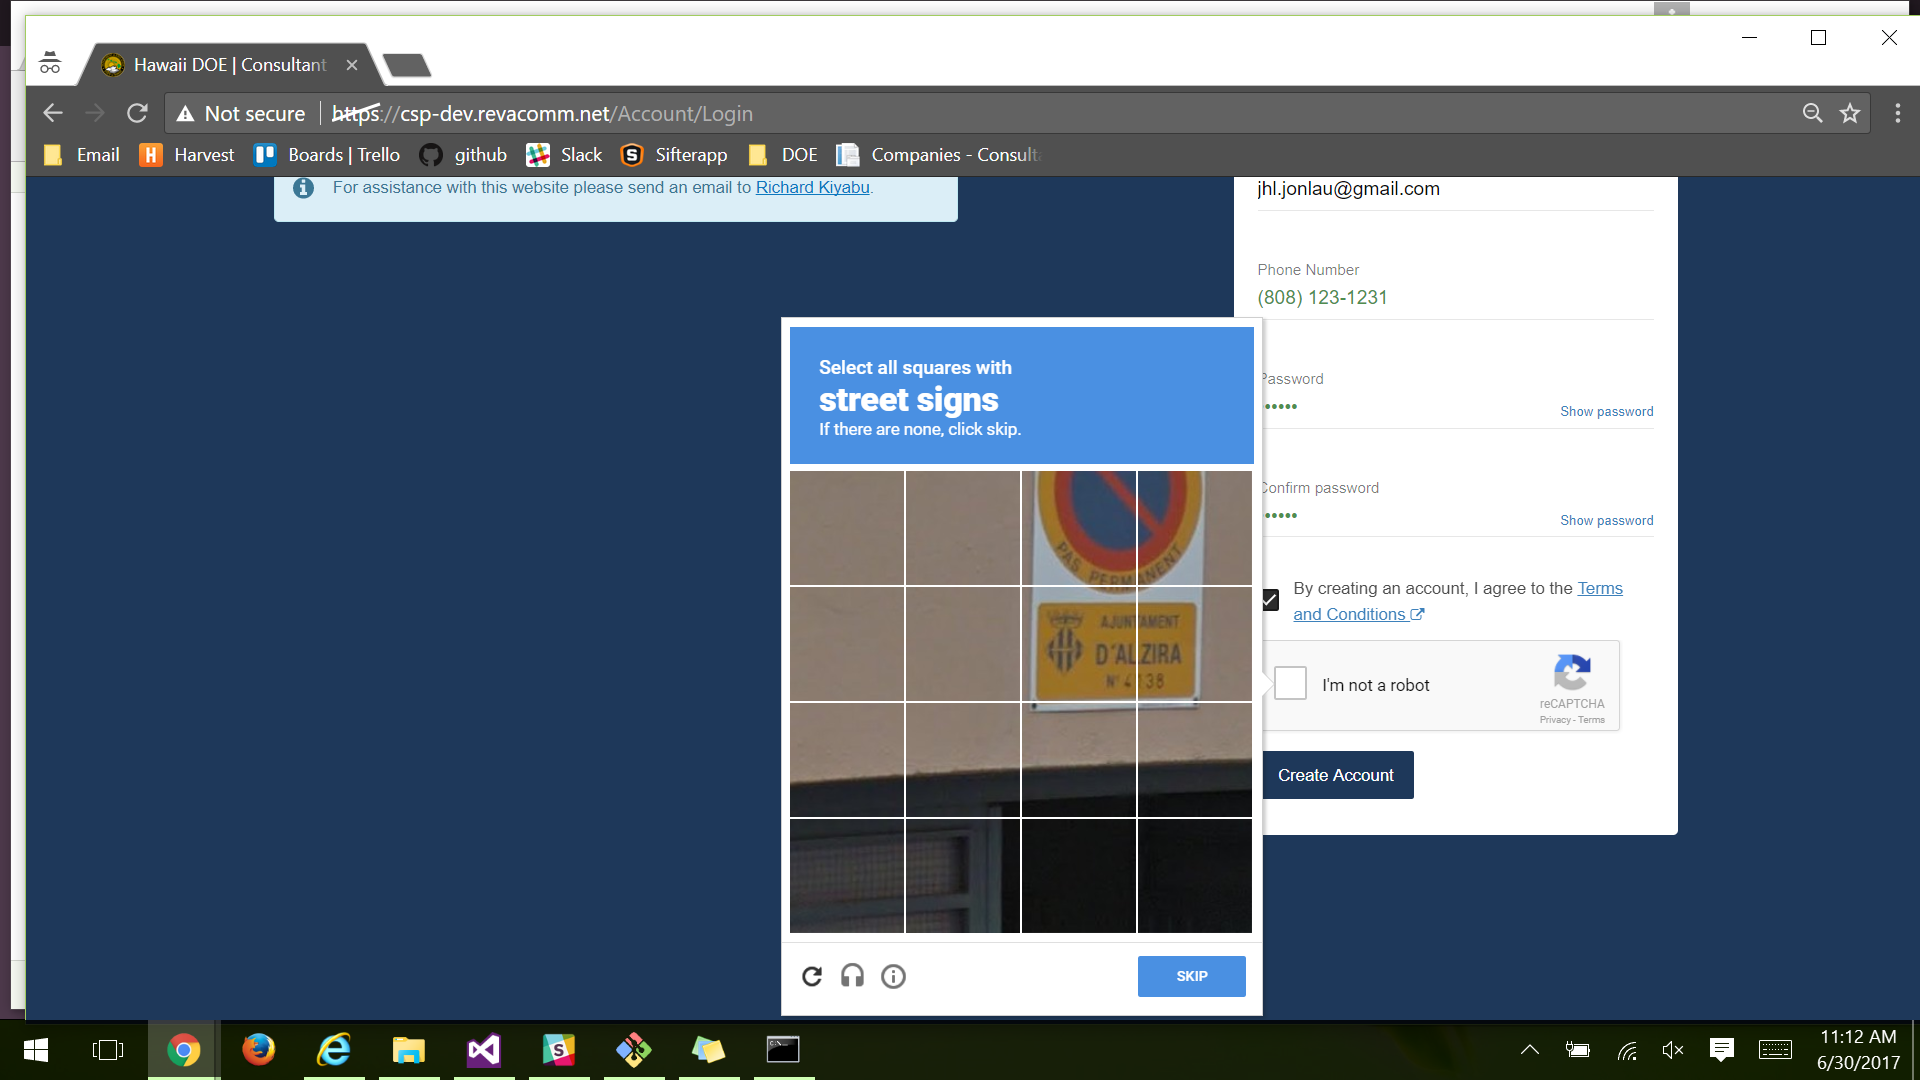 Hawaii DOE | Consultant
Not secure
https://csp-dev.revacomm.net/Account/Login
Email
Harvest
Boards | Trello
github
Slack
Sifterapp
DOE
Companies - Consult
For assistance with this website please send an email to Richard Kiyabu.
jhl.jonlau@gmail.com
Phone Number
(808) 123-1231
Password
•••••
Show password
Confirm password
•••••
Show password
By creating an account, I agree to the Terms
and Conditions
I'm not a robot
reCAPTCHA
Privacy - Terms
Create Account
Select all squares with
street signs
If there are none, click skip.
PAS PERMANENT
AJUNTAMENT
D'ALZIRA
Nº 4138
SKIP
11:12 AM
6/30/2017